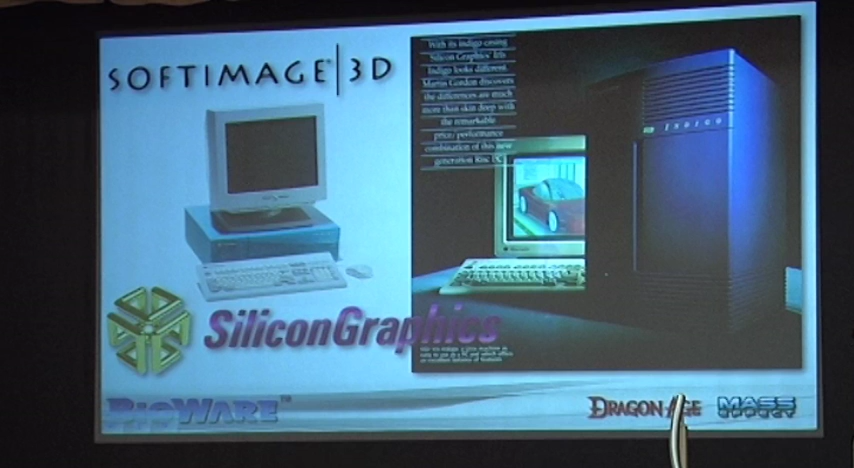 SOFTIMAGE|3D
With its indigo casing
Silicon Graphics' Iris
Indigo looks different.
Martin Gordon discovers
the differences are much
more than skin deep with
the remarkable
price/performance
combination of this new
generation Risc PC.
INDIGO
SiliconGraphics
BIOWARE™
DRAGON AGE
MASS
EFFECT